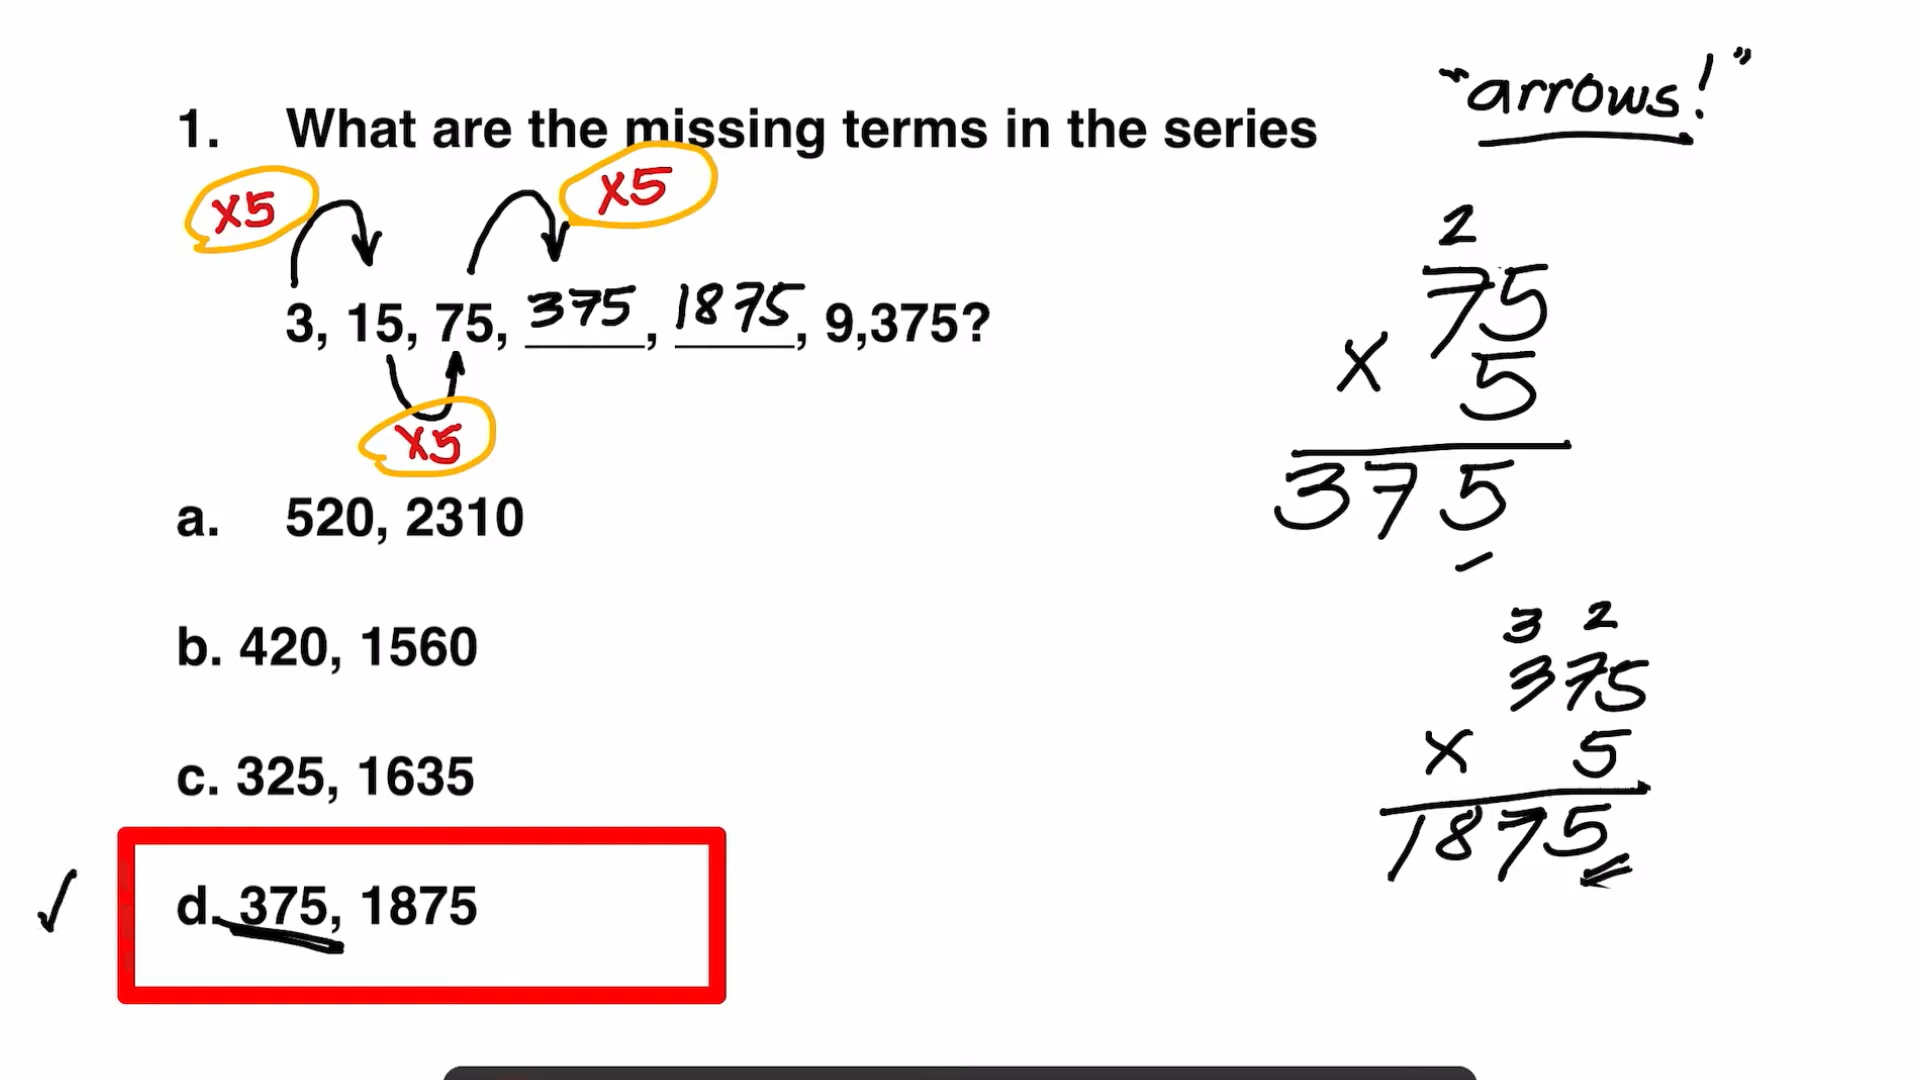 "arrows!"
1. What are the missing terms in the series
x5 x5
3, 15, 75, 375, 1875, 9,375?
x5
a. 520, 2310
b. 420, 1560
c. 325, 1635
✓ d. 375, 1875
2
75
x 5
375
3 2
375
x 5
1875